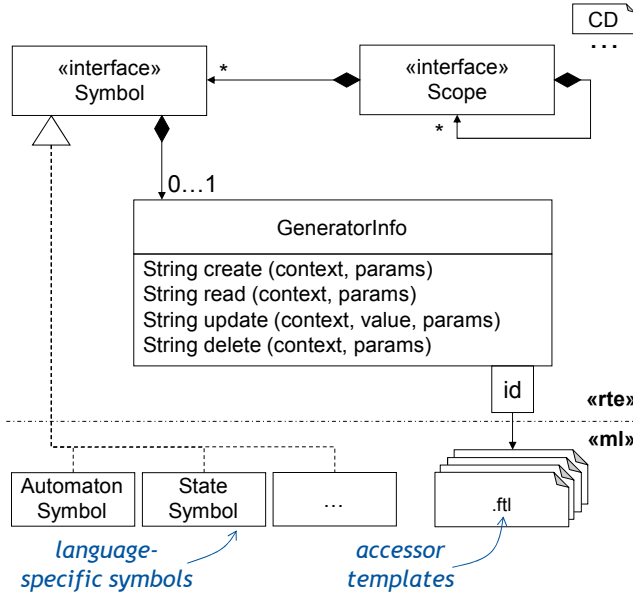 CD
...
«interface»
Symbol
*
«interface»
Scope
*
0...1
GeneratorInfo
String create (context, params)
String read (context, params)
String update (context, value, params)
String delete (context, params)
id
«rte»
«ml»
Automaton
Symbol
State
Symbol
...
.ftl
language-
specific symbols
accessor
templates